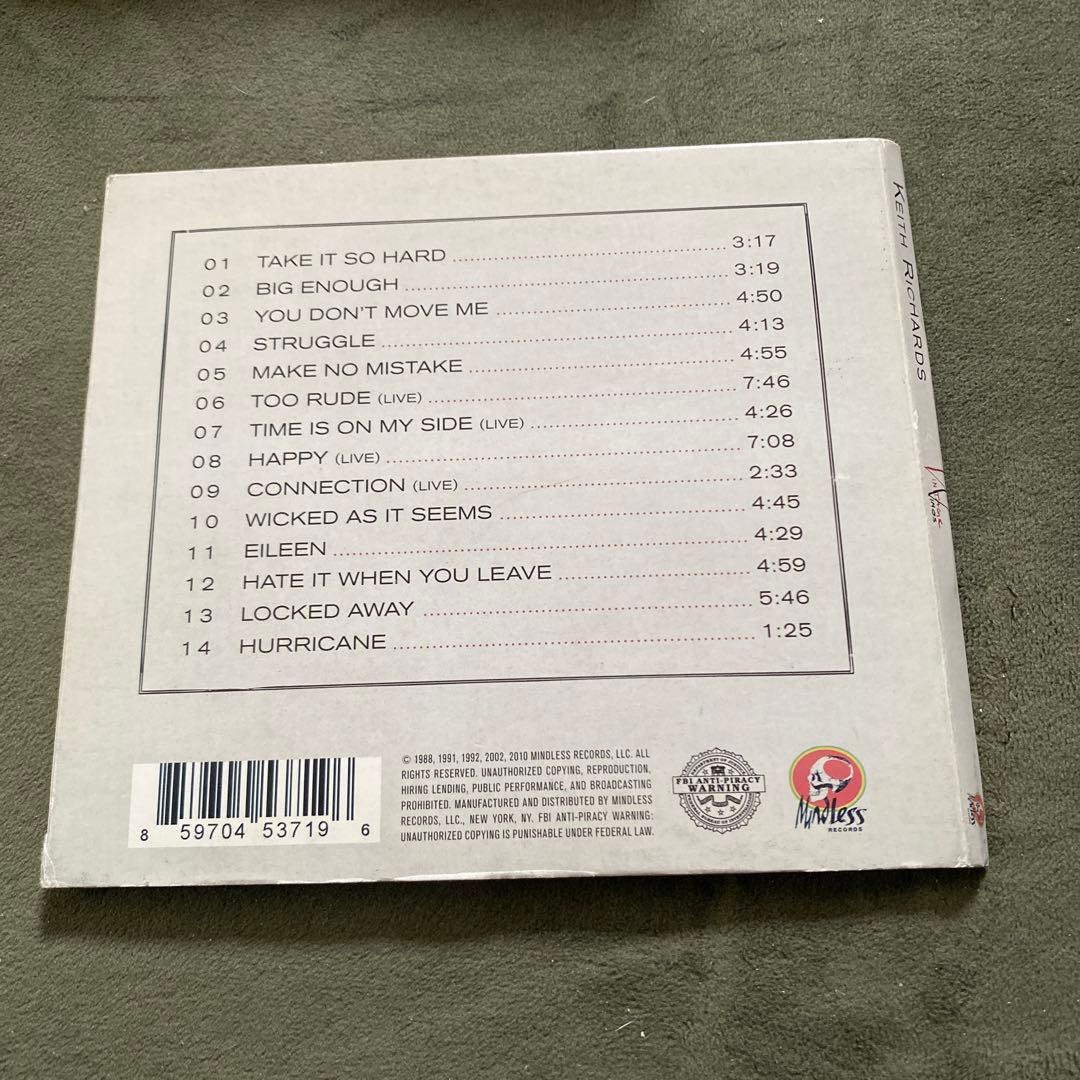 01 TAKE IT SO HARD 3:17
02 BIG ENOUGH 3:19
03 YOU DON'T MOVE ME 4:50
04 STRUGGLE 4:13
05 MAKE NO MISTAKE 4:55
06 TOO RUDE (LIVE) 7:46
07 TIME IS ON MY SIDE (LIVE) 4:26
08 HAPPY (LIVE) 7:08
09 CONNECTION (LIVE) 2:33
10 WICKED AS IT SEEMS 4:45
11 EILEEN 4:29
12 HATE IT WHEN YOU LEAVE 4:59
13 LOCKED AWAY 5:46
14 HURRICANE 1:25
8 59704 53719 6
© 1988, 1991, 1992, 2002, 2010 MINDLESS RECORDS, LLC. ALL
RIGHTS RESERVED. UNAUTHORIZED COPYING, REPRODUCTION,
HIRING LENDING, PUBLIC PERFORMANCE, AND BROADCASTING
PROHIBITED. MANUFACTURED AND DISTRIBUTED BY MINDLESS
RECORDS, LLC., NEW YORK, NY. FBI ANTI-PIRACY WARNING:
UNAUTHORIZED COPYING IS PUNISHABLE UNDER FEDERAL LAW.
FBI ANTI-PIRACY
WARNING
Mindless
RECORDS
KEITH RICHARDS
VINTAGE
VINOS